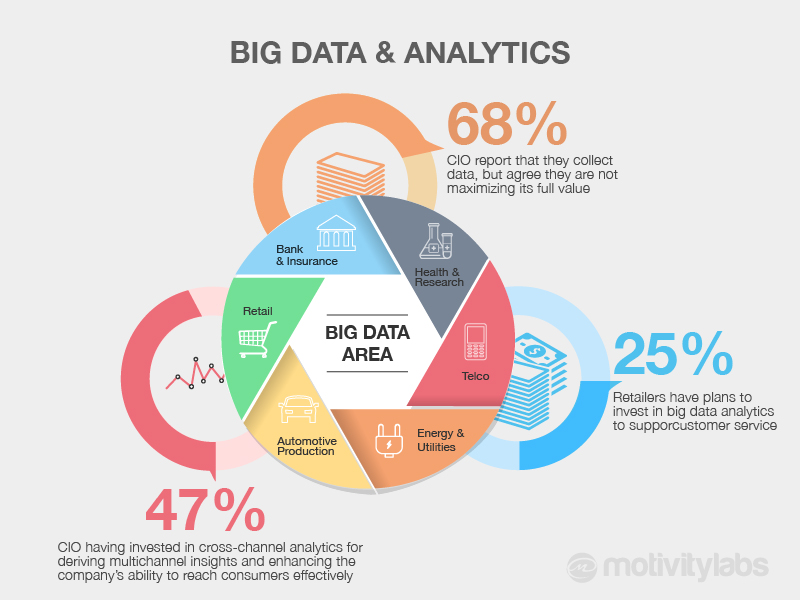 BIG DATA & ANALYTICS
68%
CIO report that they collect
data, but agree they are not
maximizing its full value
Bank
& Insurance
Health &
Research
Retail
BIG DATA
AREA
Telco
25%
Retailers have plans to
invest in big data analytics
to supporcustomer service
Automotive
Production
Energy &
Utilities
47%
CIO having invested in cross-channel analytics for
deriving multichannel insights and enhancing the
company's ability to reach consumers effectively
motivitylabs